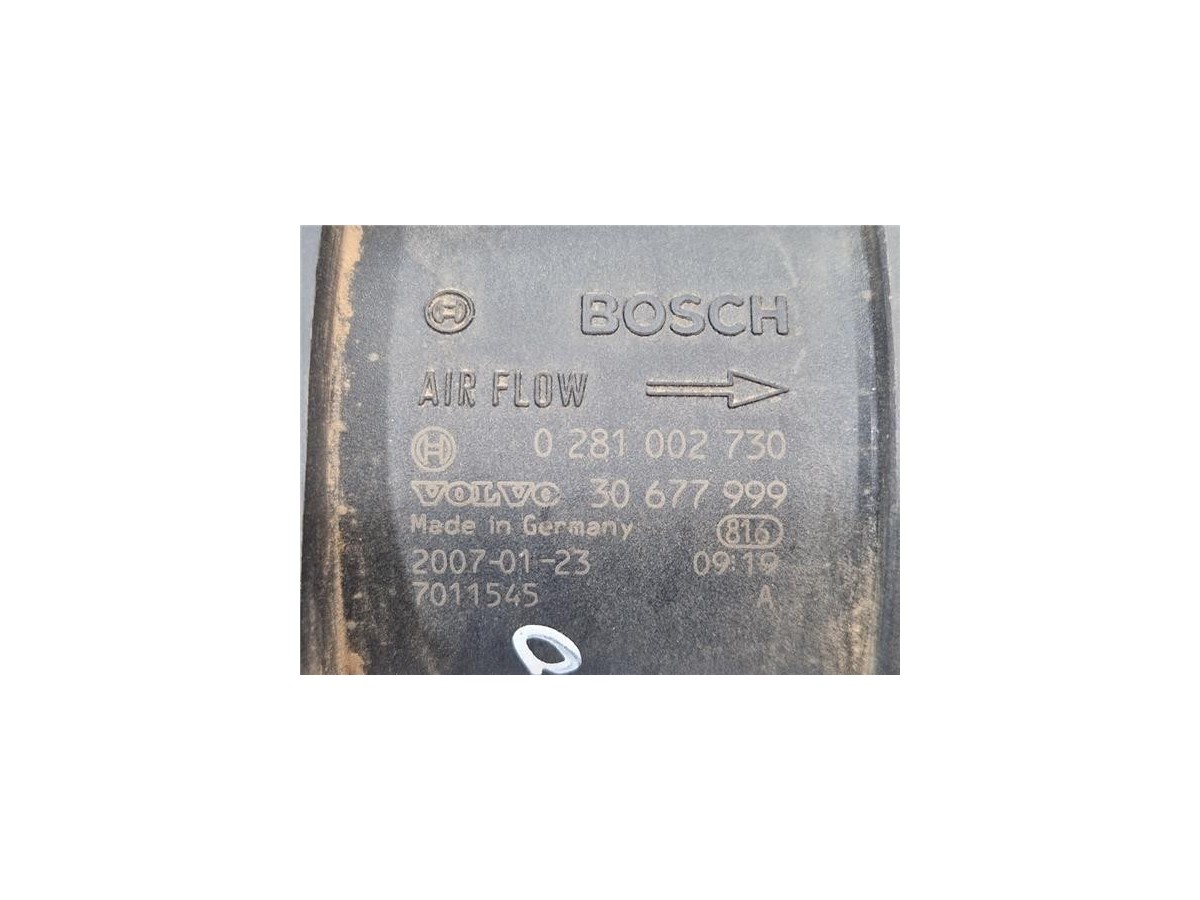 BOSCH
AIR FLOW
0 281 002 730
VOLVO 30 677 999
Made in Germany 816
2007-01-23 09:19
7011545 A